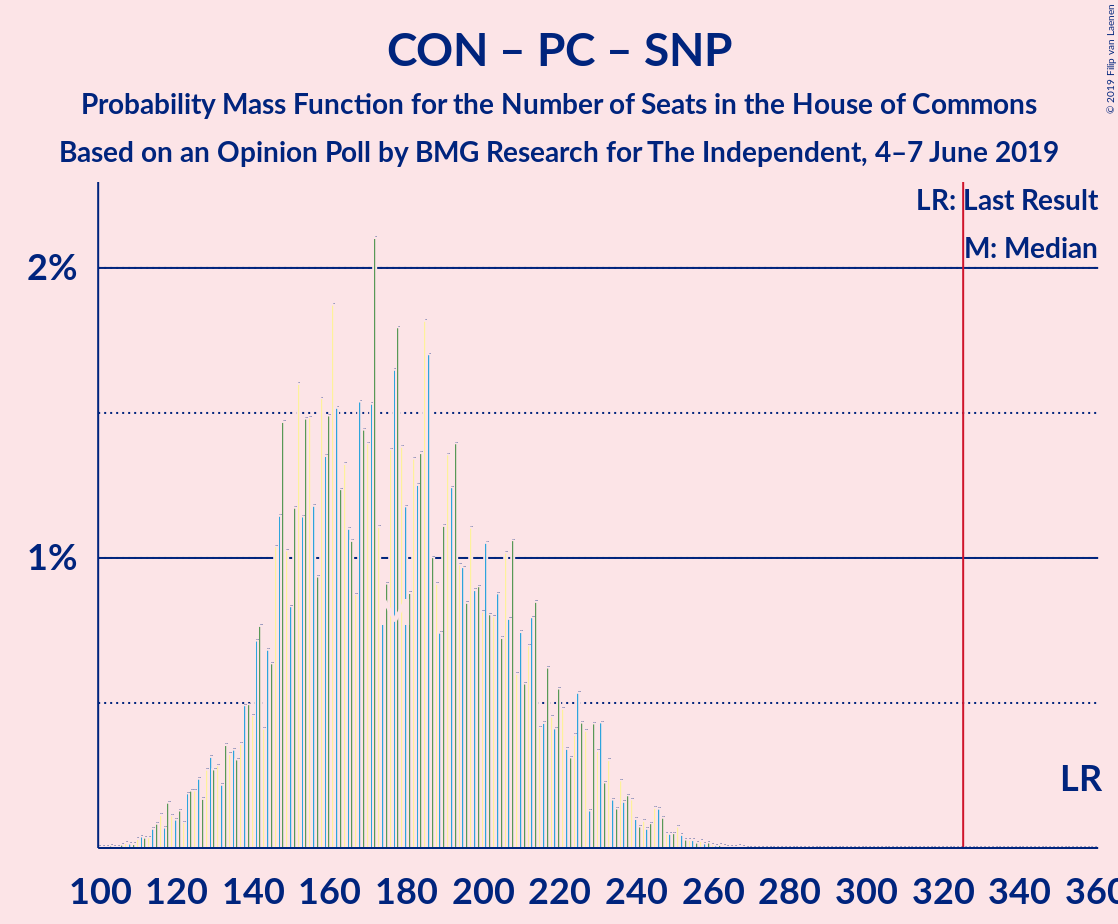 CON – PC – SNP
Probability Mass Function for the Number of Seats in the House of Commons
Based on an Opinion Poll by BMG Research for The Independent, 4–7 June 2019
© 2019 Filip van Laenen
LR: Last Result
M: Median
2%
1%
LR
100 120 140 160 180 200 220 240 260 280 300 320 340 360